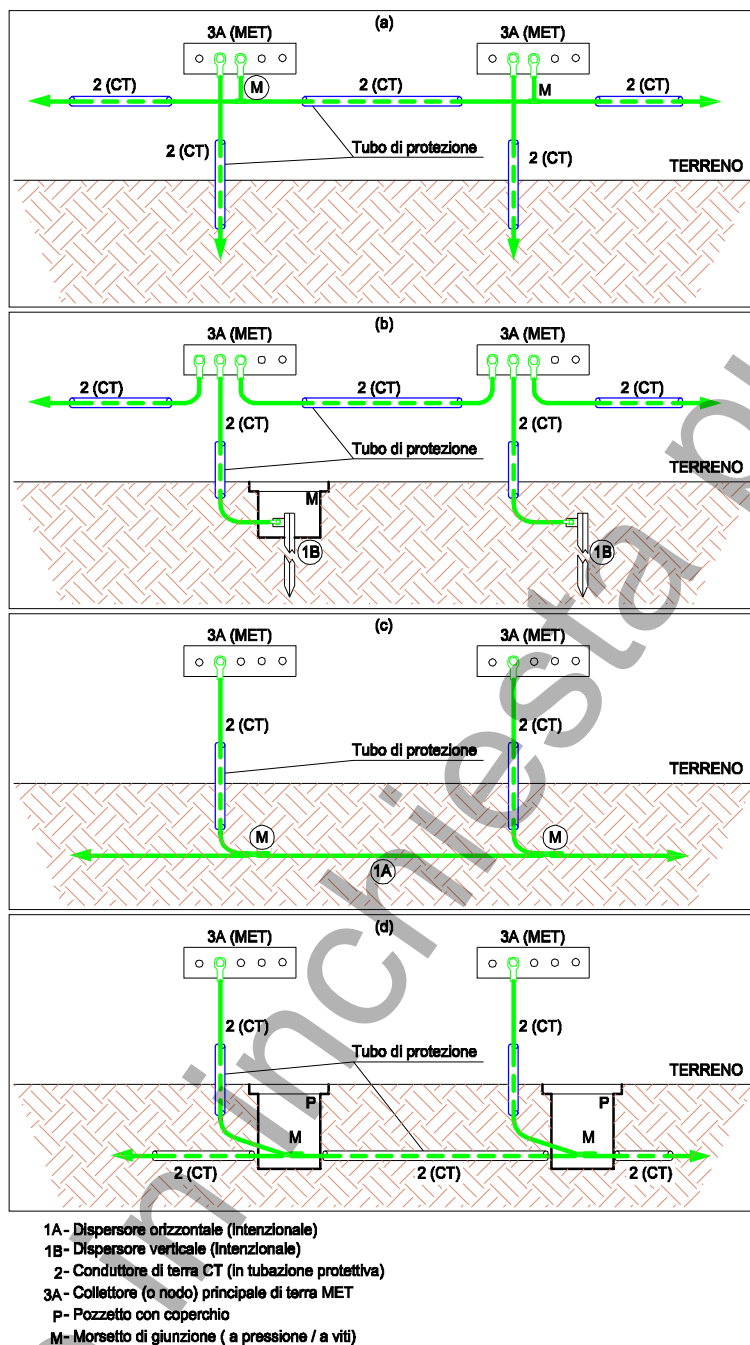 (a)
3A (MET)
3A (MET)
2 (CT)
M
2 (CT)
M
2 (CT)
2 (CT)
Tubo di protezione
2 (CT)
TERRENO
(b)
3A (MET)
3A (MET)
2 (CT)
2 (CT)
2 (CT)
2 (CT)
2 (CT)
Tubo di protezione
TERRENO
M
1B
1B
(c)
3A (MET)
3A (MET)
2 (CT)
2 (CT)
Tubo di protezione
TERRENO
M
M
1A
(d)
3A (MET)
3A (MET)
2 (CT)
2 (CT)
Tubo di protezione
TERRENO
P
P
M
M
2 (CT)
2 (CT)
2 (CT)
1A - Dispersore orizzontale (intenzionale)
1B - Dispersore verticale (intenzionale)
2 - Conduttore di terra CT (in tubazione protettiva)
3A - Collettore (o nodo) principale di terra MET
P - Pozzetto con coperchio
M - Morsetto di giunzione ( a pressione / a viti)
in inchiesta